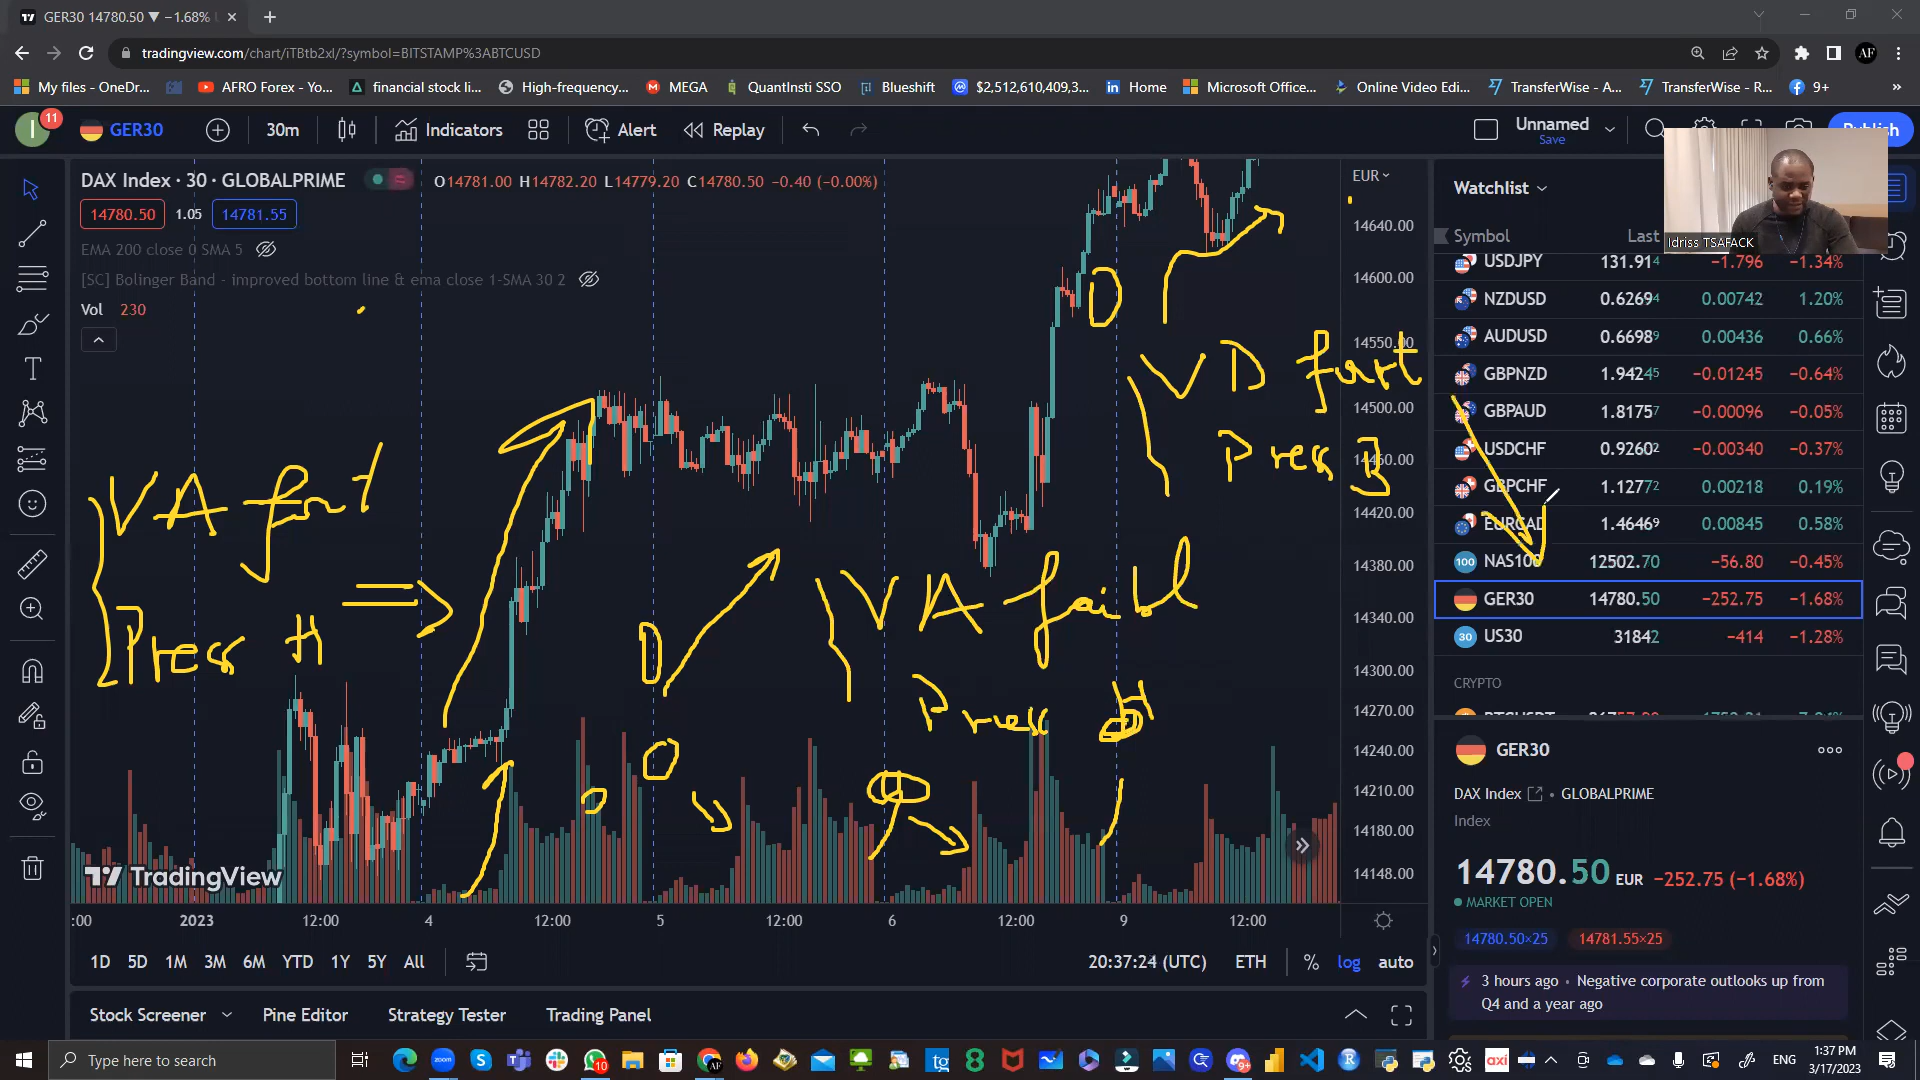 GER30 14780.50 ▼ −1.68%
tradingview.com/chart/iTBtb2xl/?symbol=BITSTAMP%3ABTCUSD
AF
My files - OneDr...
AFRO Forex - Yo...
financial stock li...
High-frequency...
MEGA
QuantInsti SSO
Blueshift
$2,512,610,409,3...
Home
Microsoft Office...
Online Video Edi...
TransferWise - A...
TransferWise - R...
9+
I
11
GER30
30m
Indicators
Alert
Replay
Unnamed
Save
Publish
DAX Index · 30 · GLOBALPRIME
O14781.00 H14782.20 L14779.20 C14780.50 −0.40 (−0.00%)
14780.50 1.05 14781.55
EMA 200 close 0 SMA 5
[SC] Bolinger Band - improved bottom line & ema close 1-SMA 30 2
Vol 230
EUR
14640.00
14600.00
14550.00
14500.00
14460.00
14420.00
14380.00
14340.00
14300.00
14270.00
14240.00
14210.00
14180.00
14148.00
VA fort
Press H
VA faibl
Press H
VD fort
Press B
TradingView
:00
2023
12:00
4
12:00
5
12:00
6
12:00
9
12:00
1D 5D 1M 3M 6M YTD 1Y 5Y All
20:37:24 (UTC) ETH % log auto
Stock Screener
Pine Editor
Strategy Tester
Trading Panel
Watchlist
Idriss TSAFACK
Symbol Last
USDJPY 131.914 −1.796 −1.34%
NZDUSD 0.62694 0.00742 1.20%
AUDUSD 0.66989 0.00436 0.66%
GBPNZD 1.94245 −0.01245 −0.64%
GBPAUD 1.81757 −0.00096 −0.05%
USDCHF 0.92602 −0.00340 −0.37%
GBPCHF 1.12772 0.00218 0.19%
EURCAD 1.46469 0.00845 0.58%
NAS100 12502.70 −56.80 −0.45%
GER30 14780.50 −252.75 −1.68%
US30 31842 −414 −1.28%
CRYPTO
GER30
DAX Index • GLOBALPRIME
Index
14780.50 EUR −252.75 (−1.68%)
MARKET OPEN
14780.50×25 14781.55×25
3 hours ago • Negative corporate outlooks up from
Q4 and a year ago
Type here to search
ENG
1:37 PM
3/17/2023